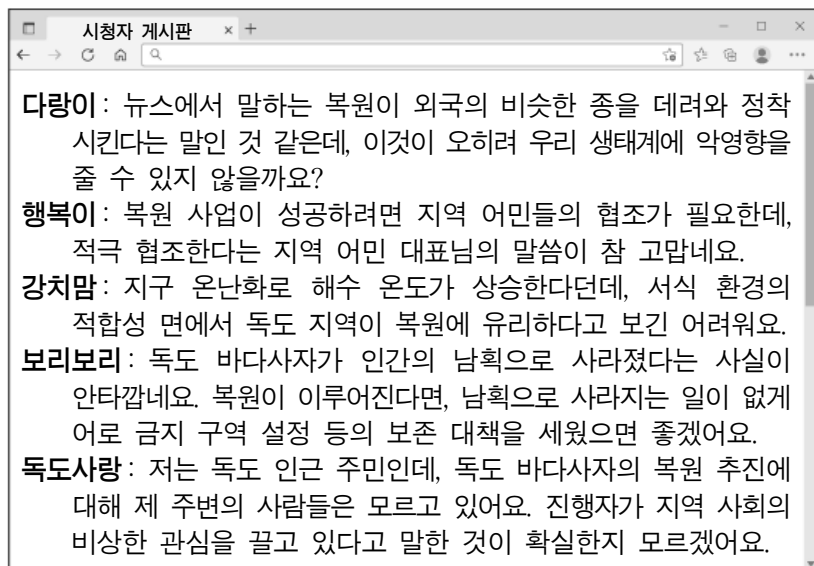 시청자 게시판
다랑이 : 뉴스에서 말하는 복원이 외국의 비슷한 종을 데려와 정착
시킨다는 말인 것 같은데, 이것이 오히려 우리 생태계에 악영향을
줄 수 있지 않을까요?
행복이 : 복원 사업이 성공하려면 지역 어민들의 협조가 필요한데,
적극 협조한다는 지역 어민 대표님의 말씀이 참 고맙네요.
강치맘 : 지구 온난화로 해수 온도가 상승한다던데, 서식 환경의
적합성 면에서 독도 지역이 복원에 유리하다고 보긴 어려워요.
보리보리 : 독도 바다사자가 인간의 남획으로 사라졌다는 사실이
안타깝네요. 복원이 이루어진다면, 남획으로 사라지는 일이 없게
어로 금지 구역 설정 등의 보존 대책을 세웠으면 좋겠어요.
독도사랑 : 저는 독도 인근 주민인데, 독도 바다사자의 복원 추진에
대해 제 주변의 사람들은 모르고 있어요. 진행자가 지역 사회의
비상한 관심을 끌고 있다고 말한 것이 확실한지 모르겠어요.